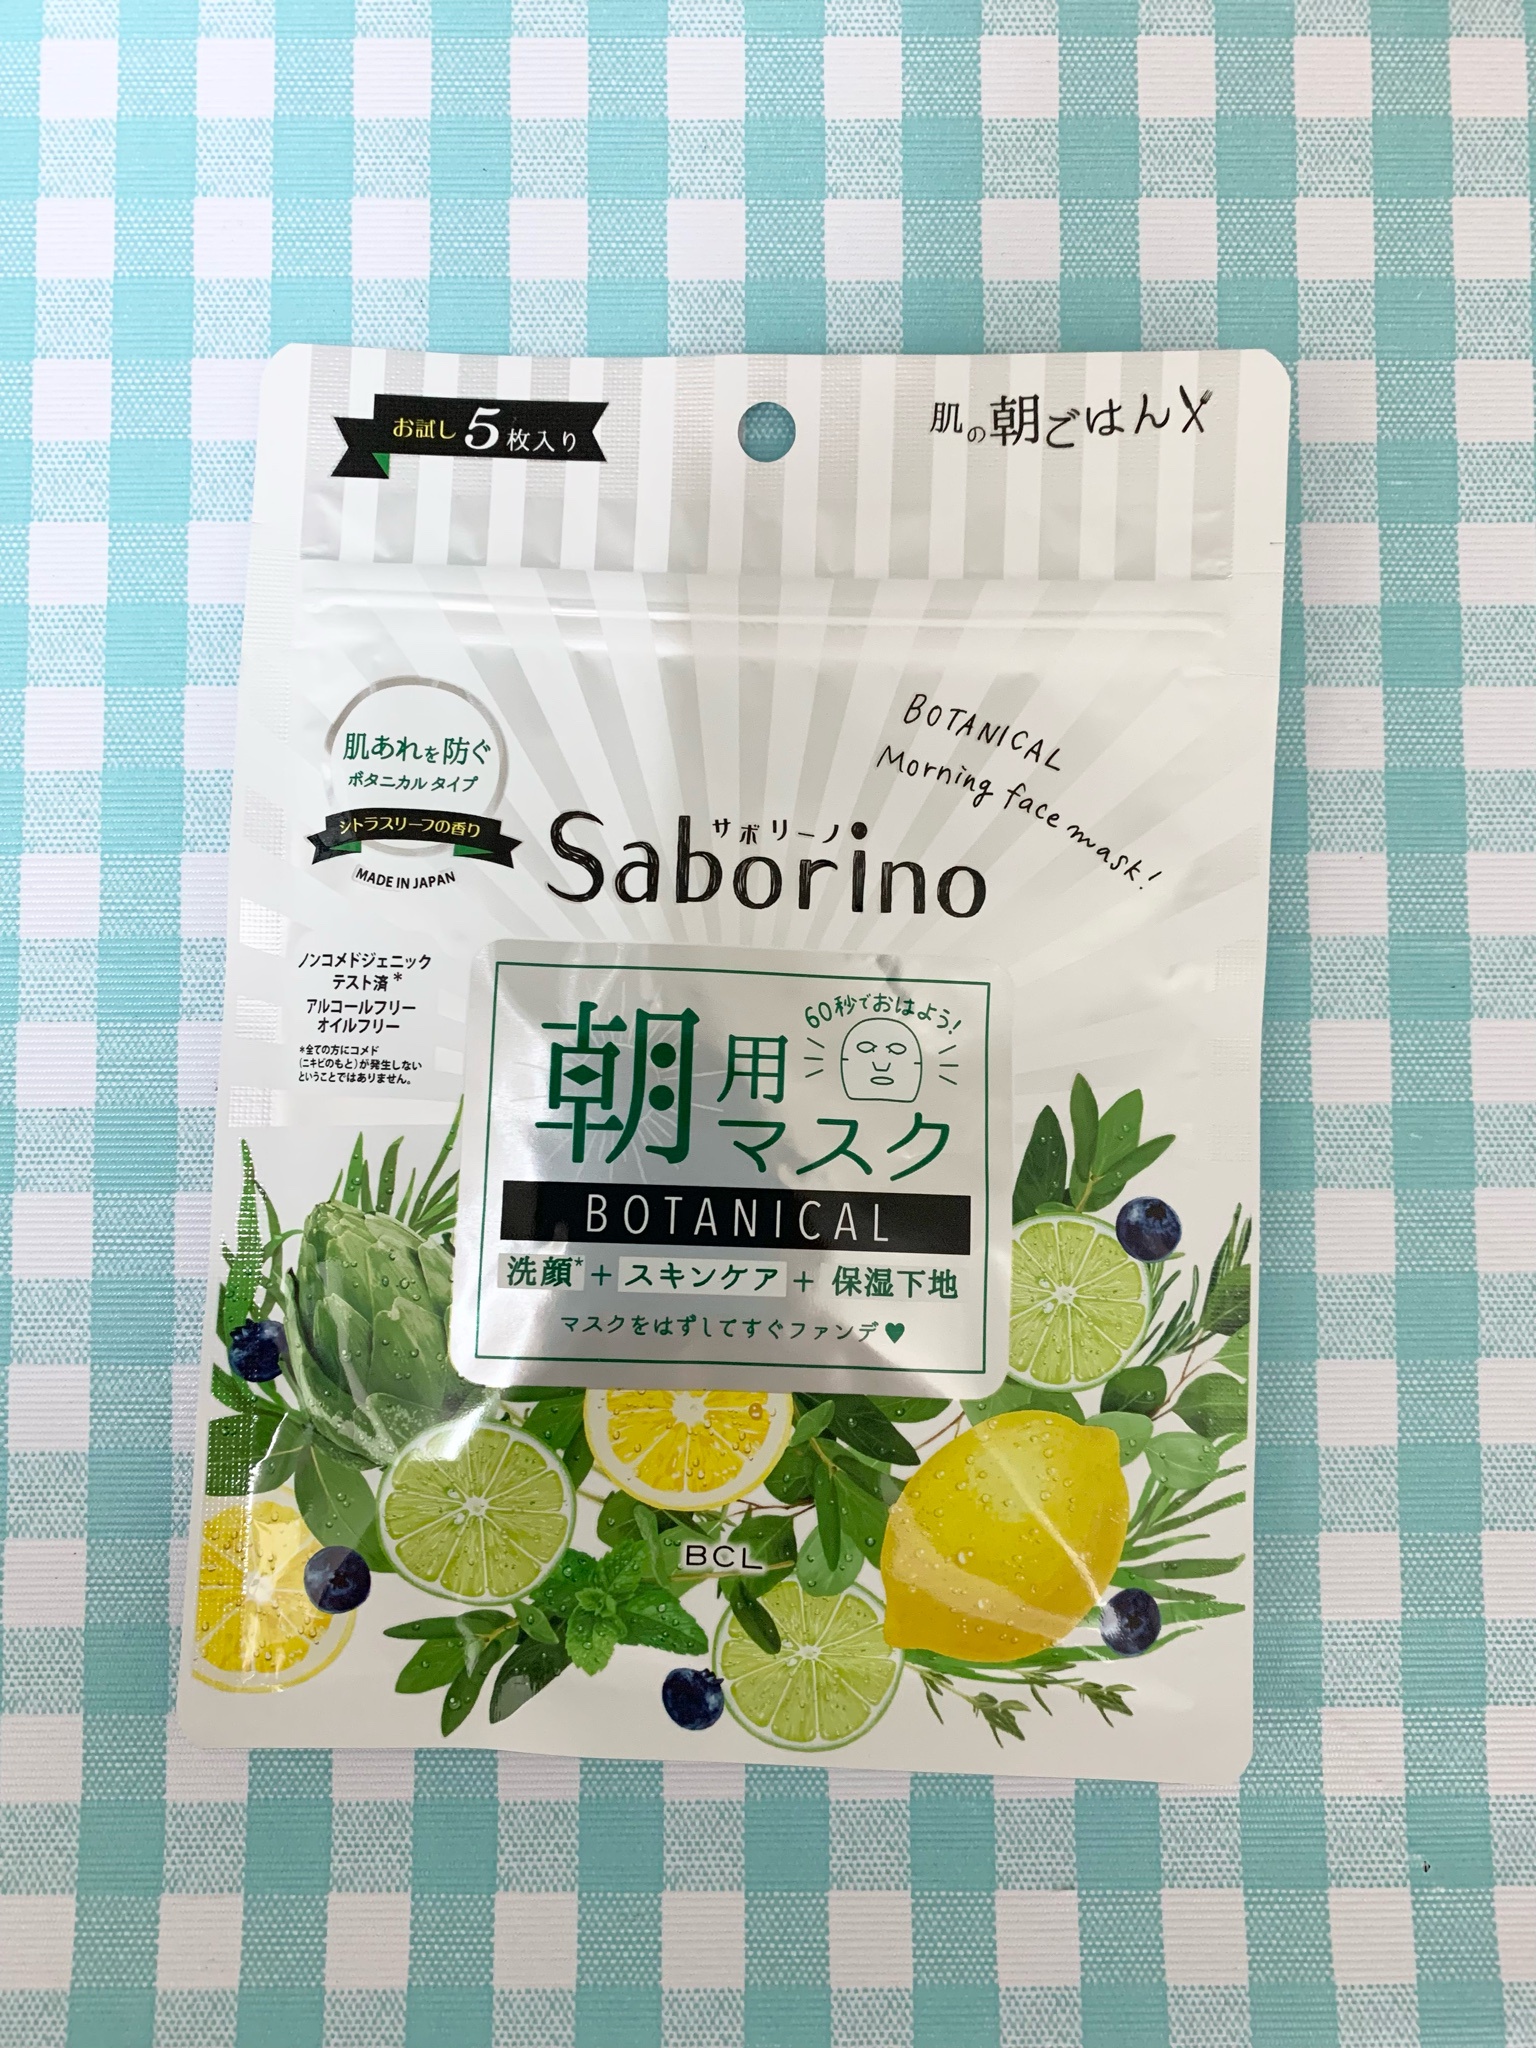 お試し5枚入り
肌の朝ごはん
肌あれを防ぐ
ボタニカル タイプ
シトラスリーフの香り
MADE IN JAPAN
BOTANICAL
Morning face mask!
サボリーノ
Saborino
ノンコメドジェニック
テスト済*
アルコールフリー
オイルフリー
*全ての方にコメド
(ニキビのもと)が発生しない
ということではありません。
60秒でおはよう!
朝用マスク
BOTANICAL
洗顔*+スキンケア+保湿下地
マスクをはずしてすぐファンデ♥
BCL